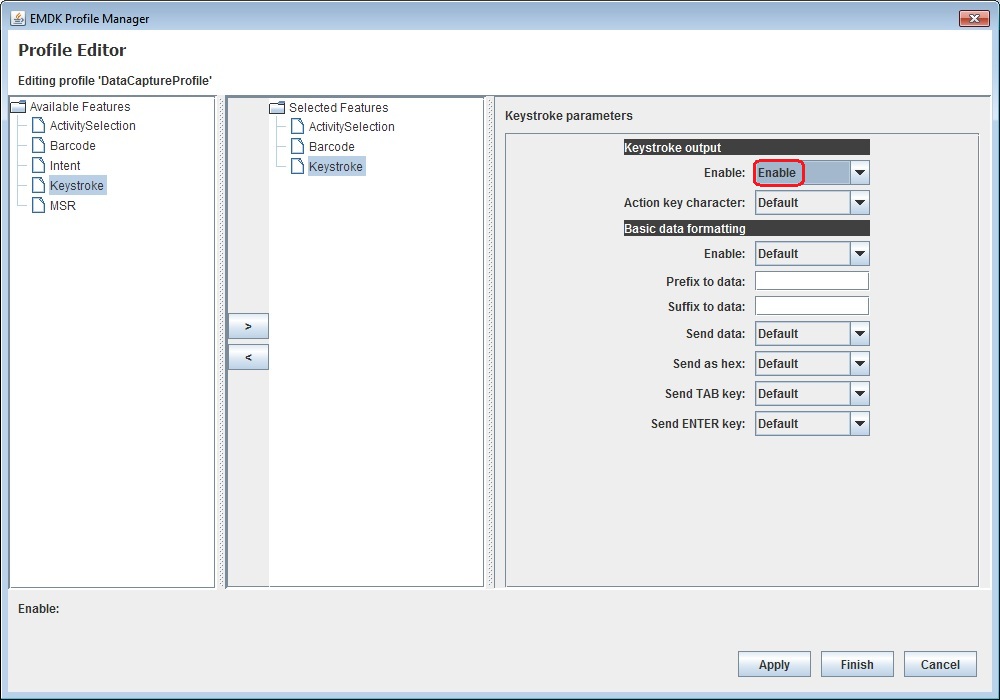 EMDK Profile Manager
Profile Editor
Editing profile 'DataCaptureProfile'
Available Features
ActivitySelection
Barcode
Intent
Keystroke
MSR
>
<
Selected Features
ActivitySelection
Barcode
Keystroke
Keystroke parameters
Keystroke output
Enable: Enable
Action key character: Default
Basic data formatting
Enable: Default
Prefix to data:
Suffix to data:
Send data: Default
Send as hex: Default
Send TAB key: Default
Send ENTER key: Default
Enable:
Apply Finish Cancel